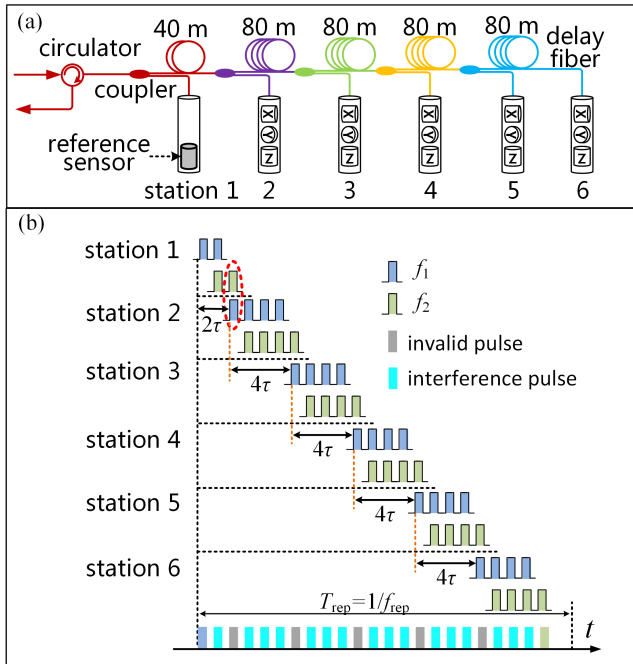 (a)
40 m 80 m 80 m 80 m 80 m
circulator
delay
fiber
coupler
X X X X X
reference
sensor
Y Y Y Y Y
Z Z Z Z Z
station 1 2 3 4 5 6
(b)
station 1
f1
station 2
2τ
f2
invalid pulse
station 3
4τ
interference pulse
station 4
4τ
station 5
4τ
station 6
4τ
Trep=1/frep
t